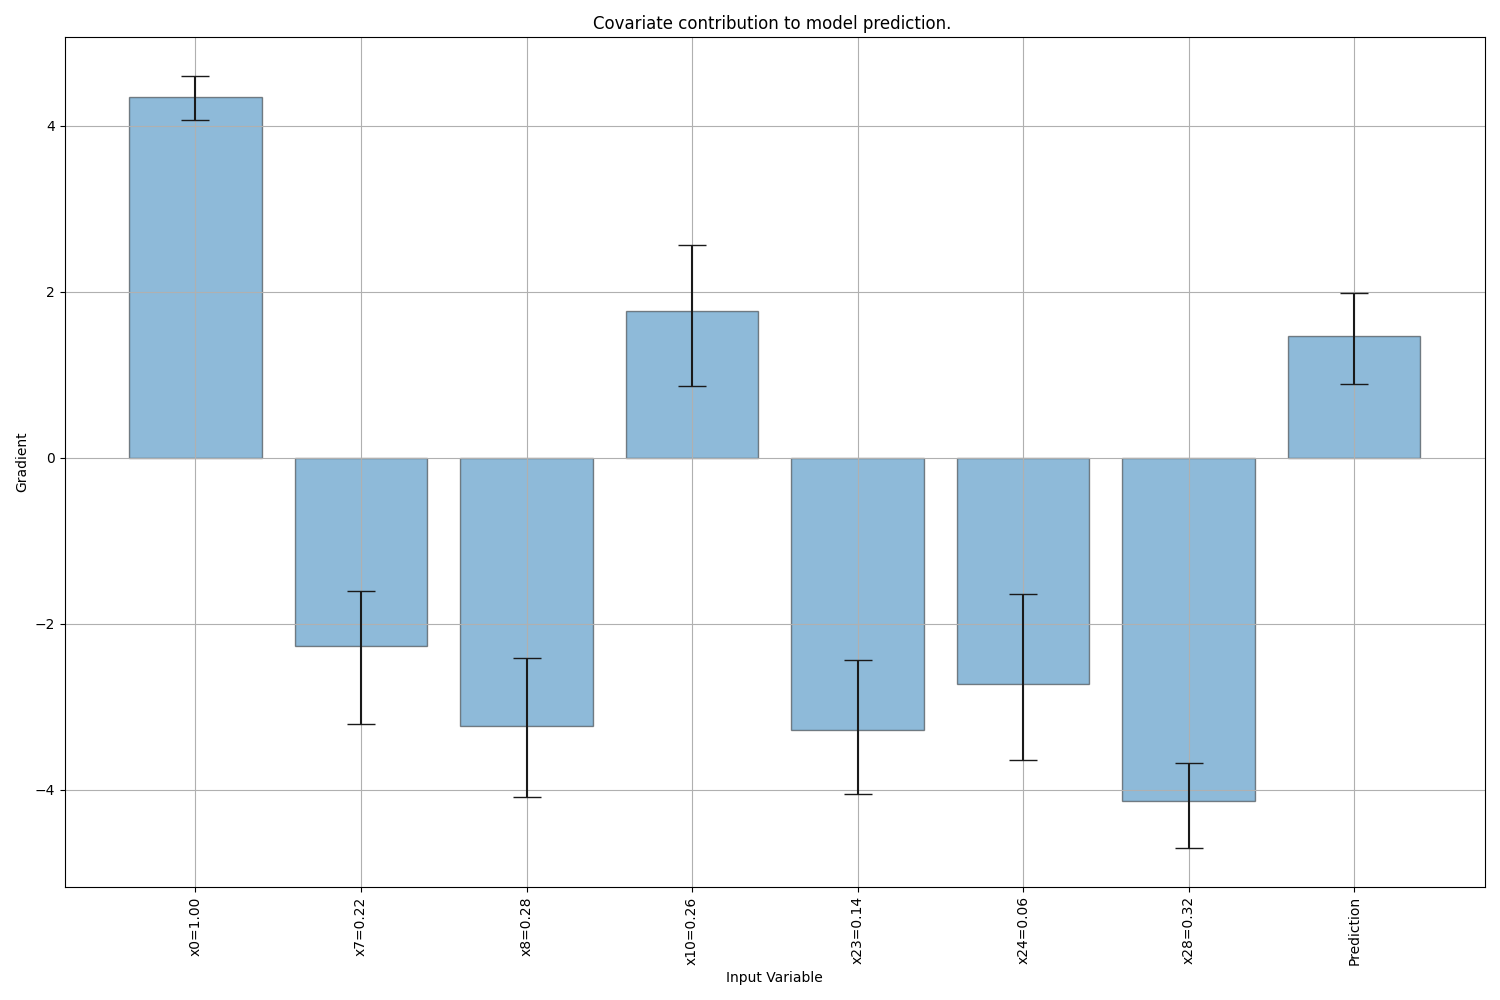 Covariate contribution to model prediction.
4
2
0
−2
−4
Gradient
x0=1.00
x7=0.22
x8=0.28
x10=0.26
x23=0.14
x24=0.06
x28=0.32
Prediction
Input Variable